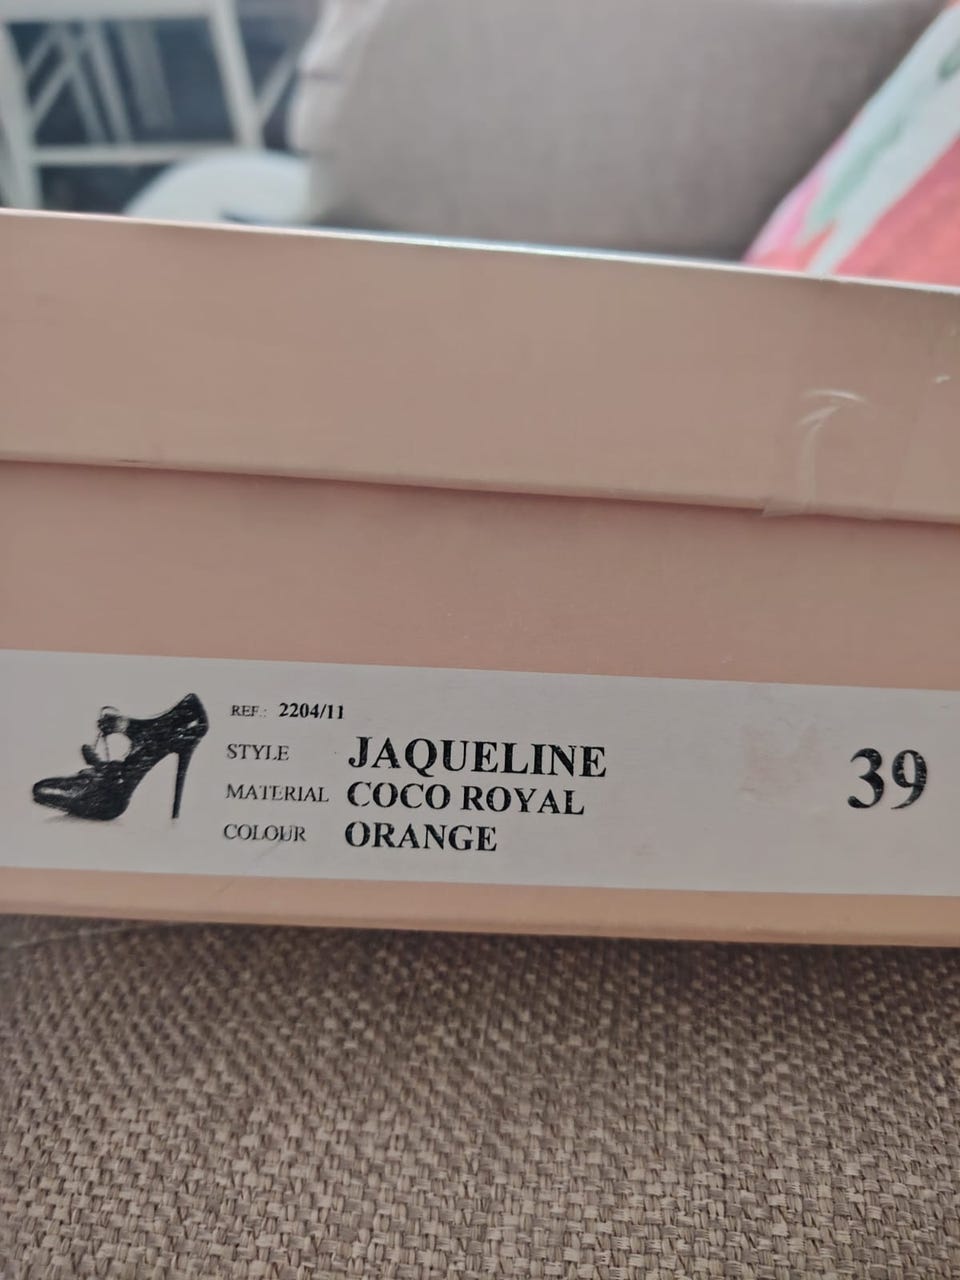 REF.: 2204/11
STYLE JAQUELINE
MATERIAL COCO ROYAL
COLOUR ORANGE
39